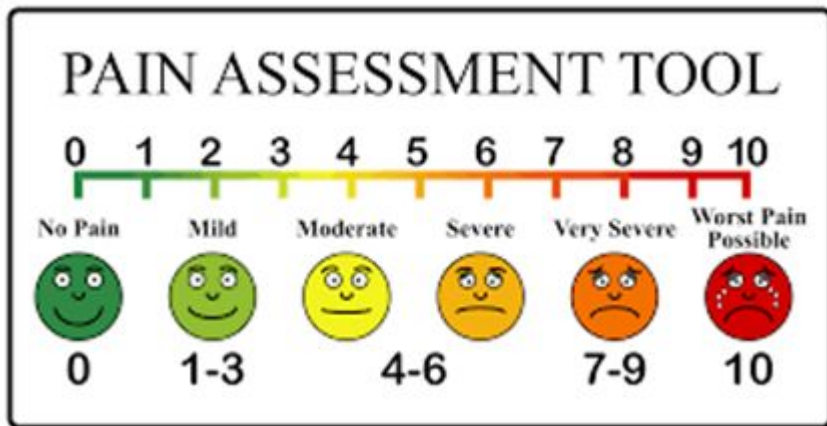 PAIN ASSESSMENT TOOL
0 1 2 3 4 5 6 7 8 9 10
No Pain Mild Moderate Severe Very Severe Worst Pain Possible
0 1-3 4-6 7-9 10